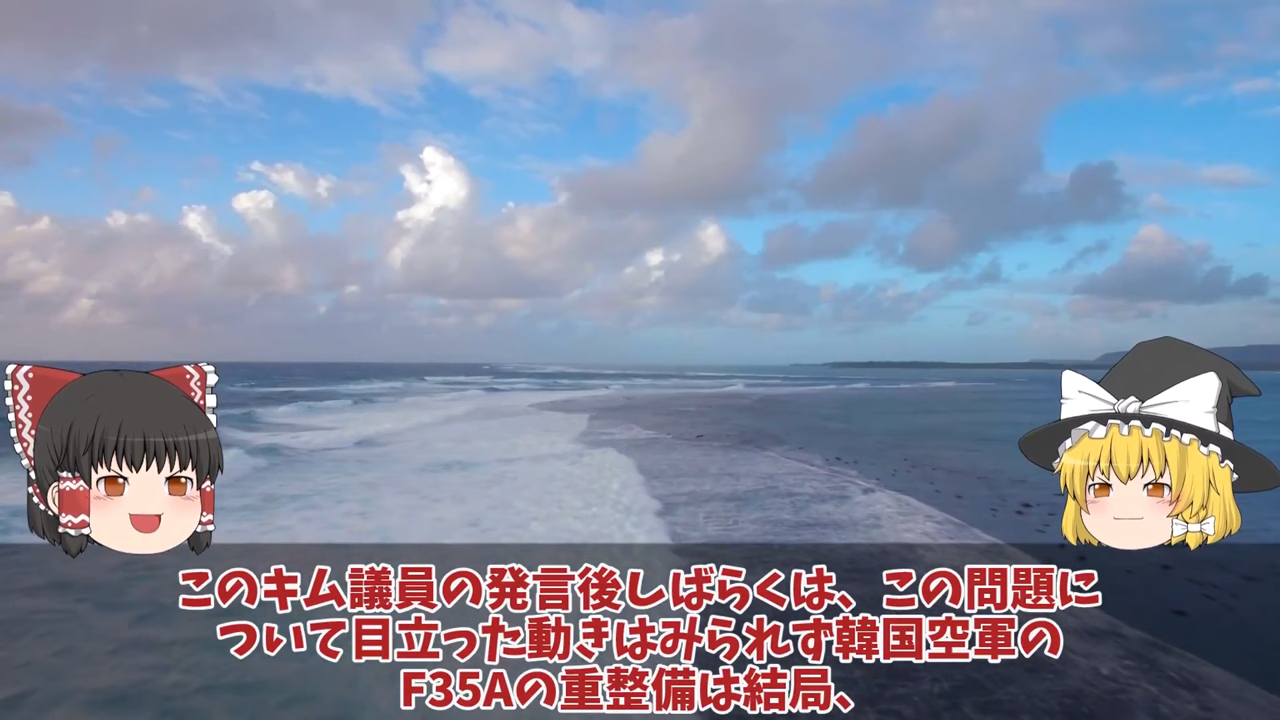 このキム議員の発言後しばらくは、この問題に
ついて目立った動きはみられず韓国空軍の
F35Aの重整備は結局、